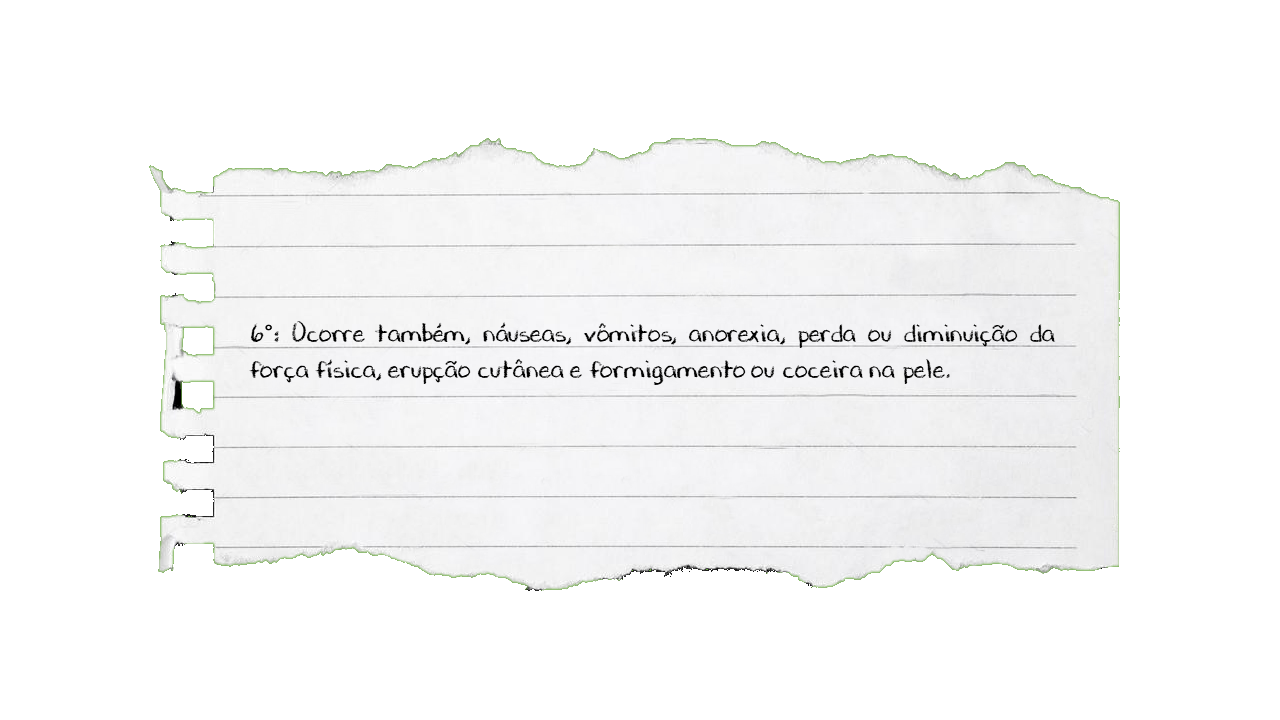 6°: Ocorre também, náuseas, vômitos, anorexia, perda ou diminuição da
força física, erupção cutânea e formigamento ou coceira na pele.